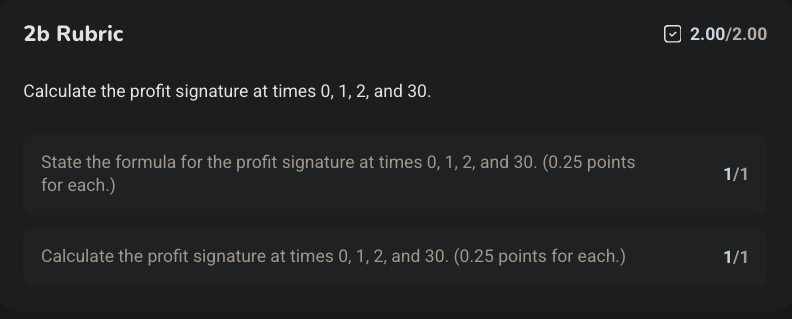 2b Rubric 2.00/2.00
Calculate the profit signature at times 0, 1, 2, and 30.
State the formula for the profit signature at times 0, 1, 2, and 30. (0.25 points
for each.) 1/1
Calculate the profit signature at times 0, 1, 2, and 30. (0.25 points for each.) 1/1